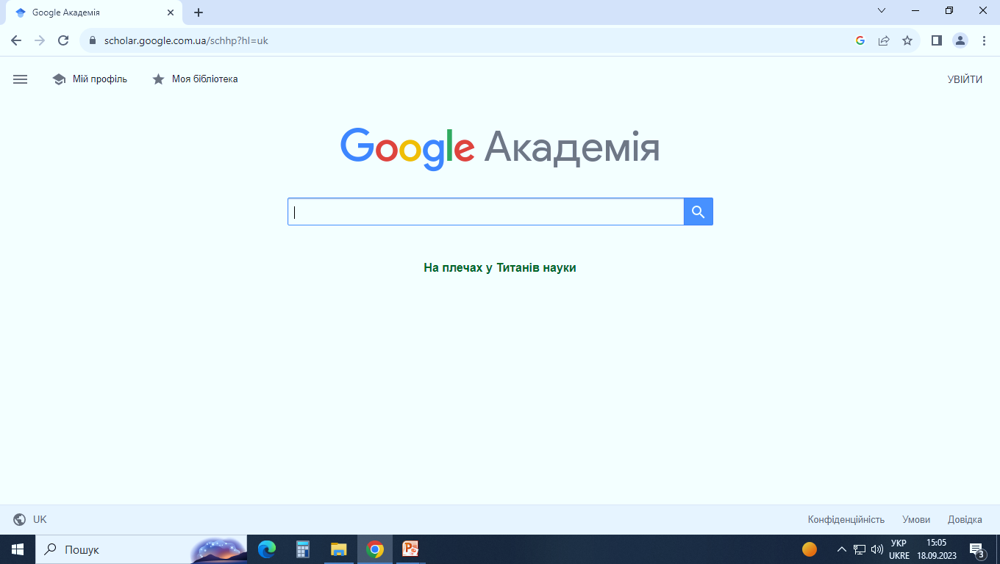 Google Академія
scholar.google.com.ua/schhp?hl=uk
Мій профіль
Моя бібліотека
УВІЙТИ
Google Академія
На плечах у Титанів науки
UK
Конфіденційність
Умови
Довідка
Пошук
УКР
UKRE
15:05
18.09.2023
3